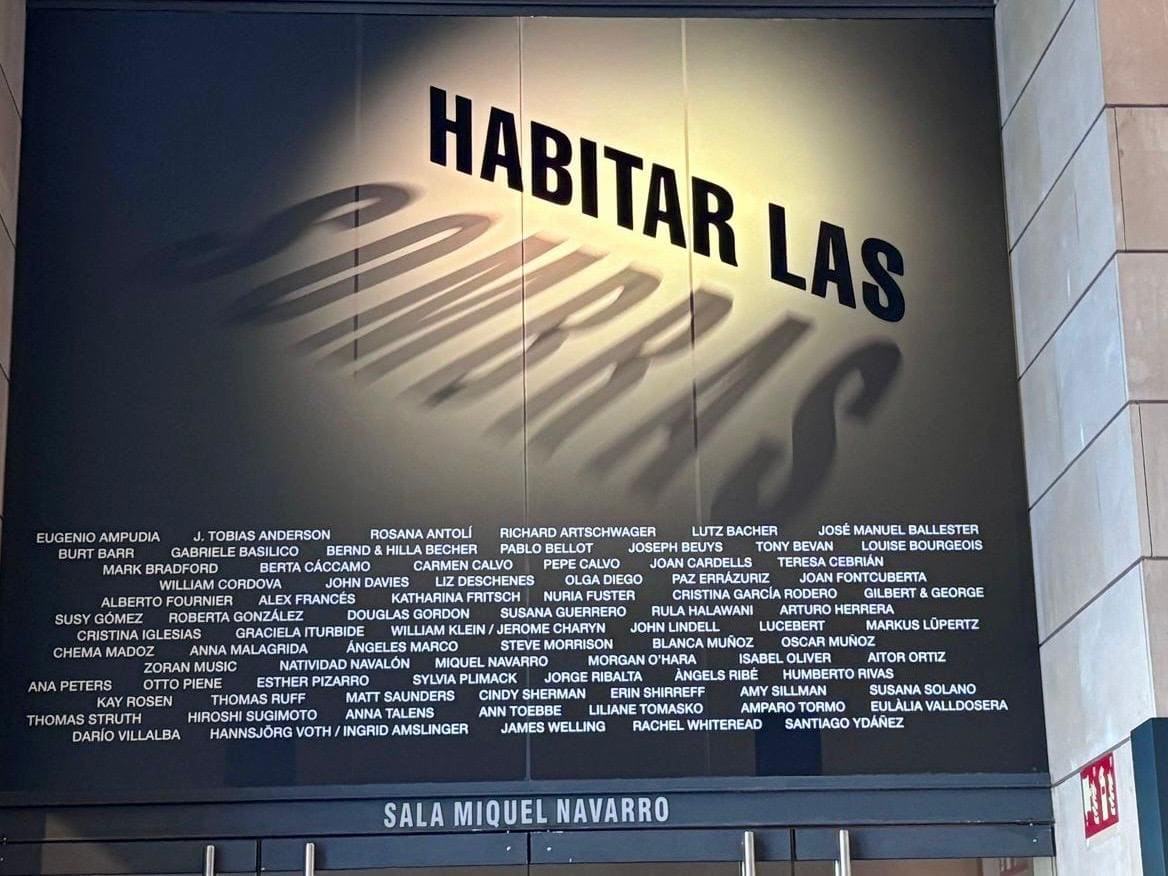 HABITAR LAS
SOMBRAS
EUGENIO AMPUDIA J. TOBIAS ANDERSON ROSANA ANTOLÍ RICHARD ARTSCHWAGER LUTZ BACHER JOSÉ MANUEL BALLESTER
BURT BARR GABRIELE BASILICO BERND & HILLA BECHER PABLO BELLOT JOSEPH BEUYS TONY BEVAN LOUISE BOURGEOIS
MARK BRADFORD BERTA CÁCCAMO CARMEN CALVO PEPE CALVO JOAN CARDELLS TERESA CEBRIÁN
WILLIAM CORDOVA JOHN DAVIES LIZ DESCHENES OLGA DIEGO PAZ ERRÁZURIZ JOAN FONTCUBERTA
ALBERTO FOURNIER ALEX FRANCÉS KATHARINA FRITSCH NURIA FUSTER CRISTINA GARCÍA RODERO GILBERT & GEORGE
SUSY GÓMEZ ROBERTA GONZÁLEZ DOUGLAS GORDON SUSANA GUERRERO RULA HALAWANI ARTURO HERRERA
CRISTINA IGLESIAS GRACIELA ITURBIDE WILLIAM KLEIN / JEROME CHARYN JOHN LINDELL LUCEBERT MARKUS LÜPERTZ
CHEMA MADOZ ANNA MALAGRIDA ÁNGELES MARCO STEVE MORRISON BLANCA MUÑOZ OSCAR MUÑOZ
ZORAN MUSIC NATIVIDAD NAVALÓN MIQUEL NAVARRO MORGAN O'HARA ISABEL OLIVER AITOR ORTIZ
ANA PETERS OTTO PIENE ESTHER PIZARRO SYLVIA PLIMACK JORGE RIBALTA ÀNGELS RIBÉ HUMBERTO RIVAS
KAY ROSEN THOMAS RUFF MATT SAUNDERS CINDY SHERMAN ERIN SHIRREFF AMY SILLMAN SUSANA SOLANO
THOMAS STRUTH HIROSHI SUGIMOTO ANNA TALENS ANN TOEBBE LILIANE TOMASKO AMPARO TORMO EULÀLIA VALLDOSERA
DARÍO VILLALBA HANNSJÖRG VOTH / INGRID AMSLINGER JAMES WELLING RACHEL WHITEREAD SANTIAGO YDÁÑEZ
SALA MIQUEL NAVARRO